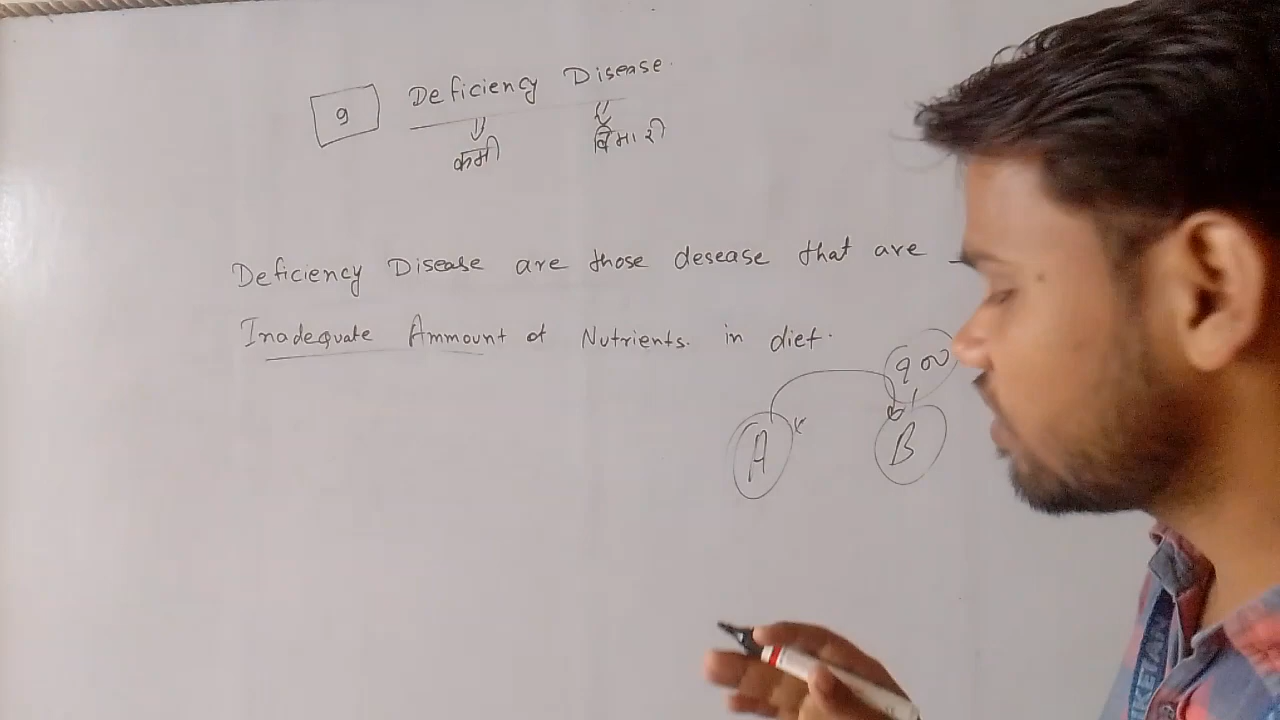 9 Deficiency Disease
कमी बिमारी
Deficiency Disease are those desease that are
Inadequate Ammount of Nutrients. in diet.
A B